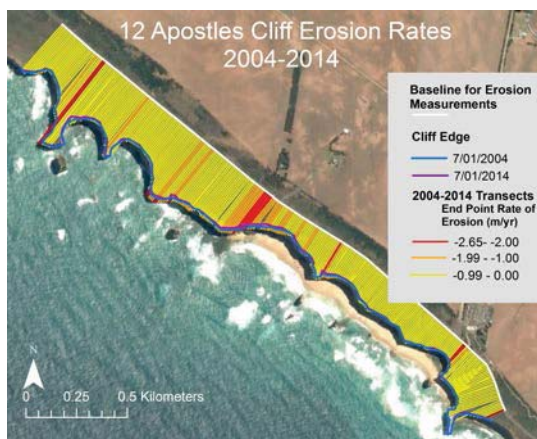 12 Apostles Cliff Erosion Rates
2004-2014
Baseline for Erosion
Measurements
Cliff Edge
7/01/2004
7/01/2014
2004-2014 Transects
End Point Rate of
Erosion (m/yr)
-2.65- -2.00
-1.99 - -1.00
-0.99 - 0.00
N
0 0.25 0.5 Kilometers